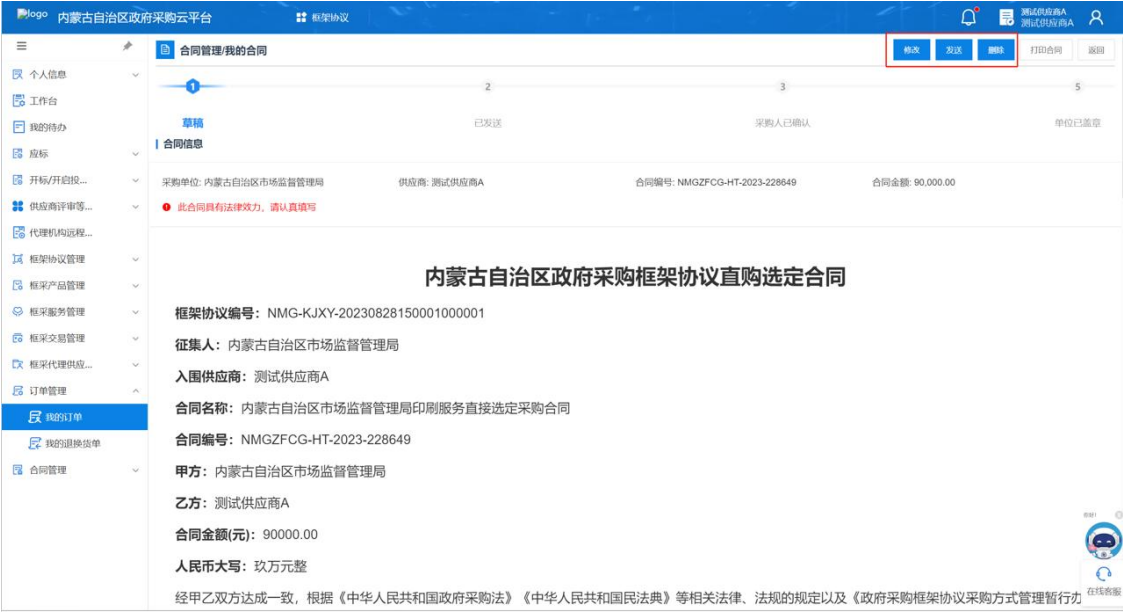 logo 内蒙古自治区政府采购云平台
框架协议
测试供应商A
测试供应商A
合同管理/我的合同
修改 发送 删除 打印合同 返回
个人信息
工作台
我的待办
应标
开标/开启投...
供应商评审等...
代理机构远程...
框架协议管理
框采产品管理
框采服务管理
框采交易管理
框采代理供应...
订单管理
我的订单
我的退换货单
合同管理
1 2 3 5
草稿 已发送 采购人已确认 单位已盖章
合同信息
采购单位: 内蒙古自治区市场监督管理局 供应商: 测试供应商A 合同编号: NMGZFCG-HT-2023-228649 合同金额: 90,000.00
此合同具有法律效力，请认真填写
内蒙古自治区政府采购框架协议直购选定合同
框架协议编号：NMG-KJXY-20230828150001000001
征集人：内蒙古自治区市场监督管理局
入围供应商：测试供应商A
合同名称：内蒙古自治区市场监督管理局印刷服务直接选定采购合同
合同编号：NMGZFCG-HT-2023-228649
甲方：内蒙古自治区市场监督管理局
乙方：测试供应商A
合同金额(元)：90000.00
人民币大写：玖万元整
经甲乙双方达成一致，根据《中华人民共和国政府采购法》《中华人民共和国民法典》等相关法律、法规的规定以及《政府采购框架协议采购方式管理暂行办
在线客服